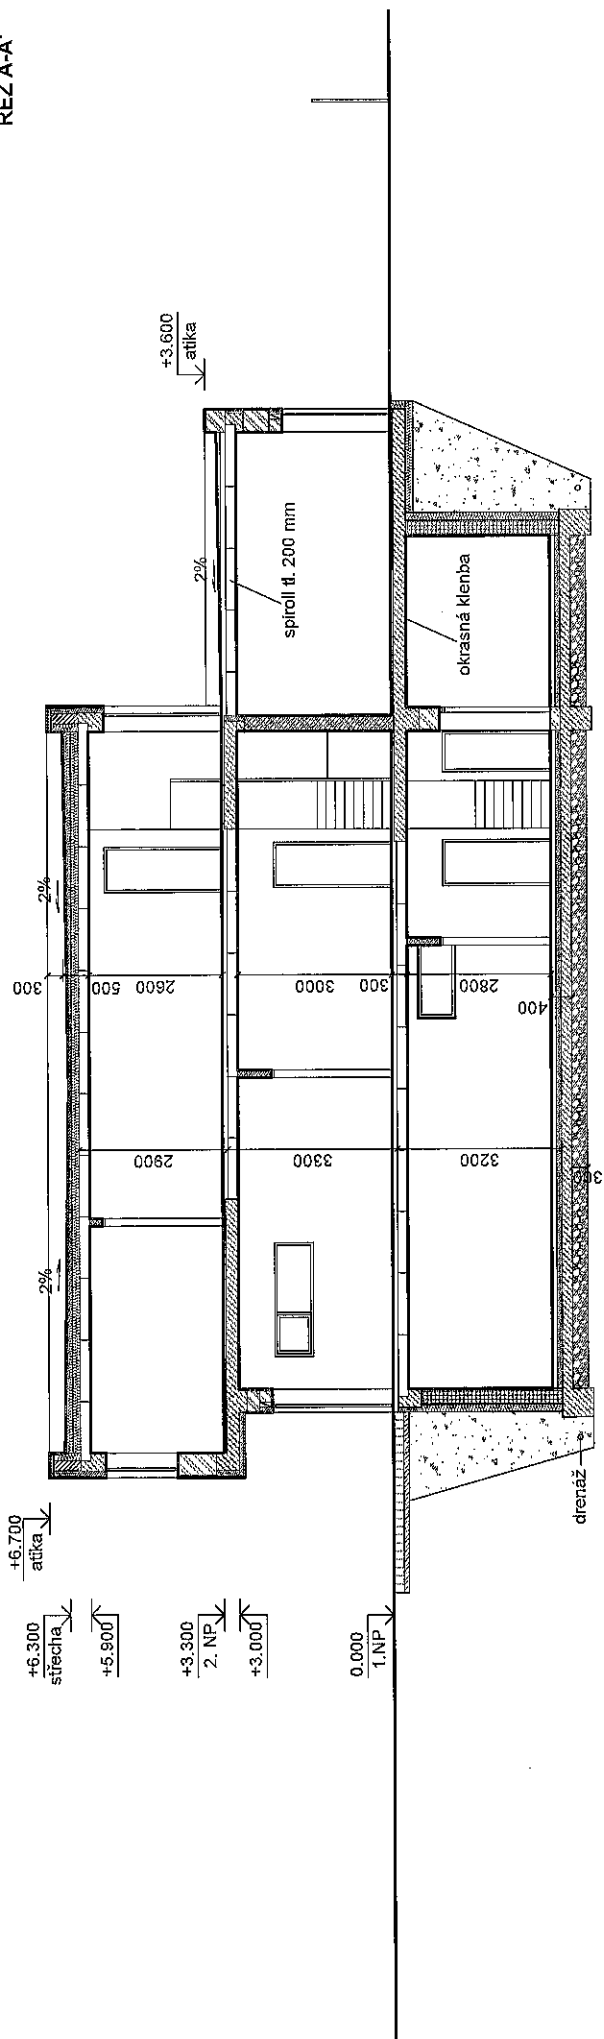 ŘEZ A-A'
+3.600
atika
2%
spiroll tl. 200 mm
okrasná klenba
2%
300
500
2600
3000
300
2800
400
2900
3300
3200
300
2%
drenáž
+6.700
atika
+6.300
střecha
+5.900
+3.300
2. NP
+3.000
0.000
1.NP